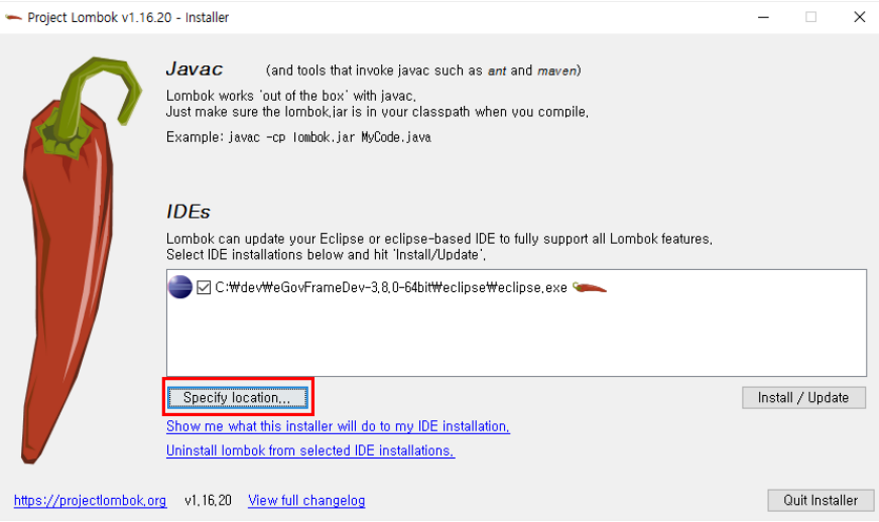 Project Lombok v1.16.20 - Installer
Javac (and tools that invoke javac such as ant and maven)
Lombok works 'out of the box' with javac.
Just make sure the lombok.jar is in your classpath when you compile.
Example: javac -cp lombok.jar MyCode.java
IDEs
Lombok can update your Eclipse or eclipse-based IDE to fully support all Lombok features.
Select IDE installations below and hit 'Install/Update'.
C:₩dev₩eGovFrameDev-3.8.0-64bit₩eclipse₩eclipse.exe
Specify location...
Install / Update
Show me what this installer will do to my IDE installation.
Uninstall lombok from selected IDE installations.
https://projectlombok.org v1.16.20 View full changelog
Quit Installer